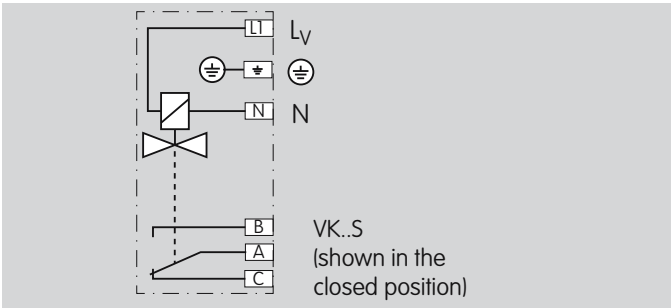 L1 LV
N N
B VK..S
A (shown in the
C closed position)